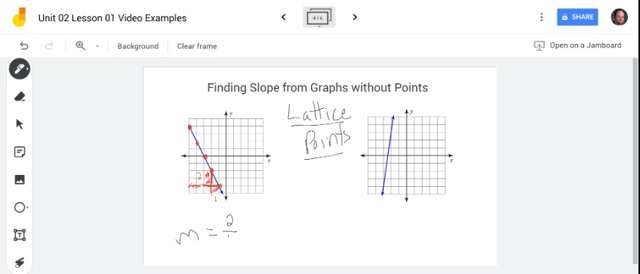 Unit 02 Lesson 01 Video Examples
4 / 6
SHARE
Background
Clear frame
Open on a Jamboard
Finding Slope from Graphs without Points
Lattice
Points
y
x
y
x
2
1
m = 2